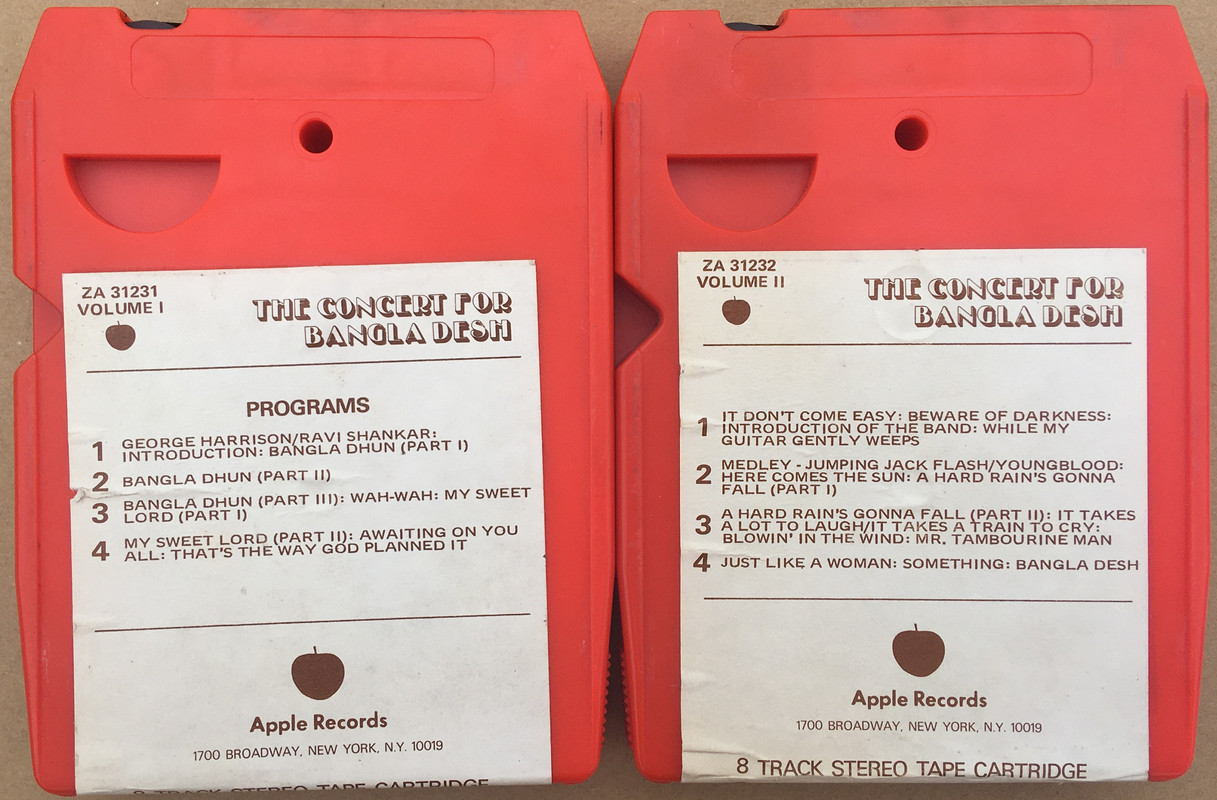 ZA 31231
VOLUME I
THE CONCERT FOR
BANGLA DESH
PROGRAMS
1 GEORGE HARRISON/RAVI SHANKAR:
INTRODUCTION: BANGLA DHUN (PART I)
2 BANGLA DHUN (PART II)
3 BANGLA DHUN (PART III): WAH-WAH: MY SWEET
LORD (PART I)
4 MY SWEET LORD (PART II): AWAITING ON YOU
ALL: THAT'S THE WAY GOD PLANNED IT
Apple Records
1700 BROADWAY, NEW YORK, N.Y. 10019
8 TRACK STEREO TAPE CARTRIDGE
ZA 31232
VOLUME II
THE CONCERT FOR
BANGLA DESH
1 IT DON'T COME EASY: BEWARE OF DARKNESS:
INTRODUCTION OF THE BAND: WHILE MY
GUITAR GENTLY WEEPS
2 MEDLEY - JUMPING JACK FLASH/YOUNGBLOOD:
HERE COMES THE SUN: A HARD RAIN'S GONNA
FALL (PART I)
3 A HARD RAIN'S GONNA FALL (PART II): IT TAKES
A LOT TO LAUGH/IT TAKES A TRAIN TO CRY:
BLOWIN' IN THE WIND: MR. TAMBOURINE MAN
4 JUST LIKE A WOMAN: SOMETHING: BANGLA DESH
Apple Records
1700 BROADWAY, NEW YORK, N.Y. 10019
8 TRACK STEREO TAPE CARTRIDGE